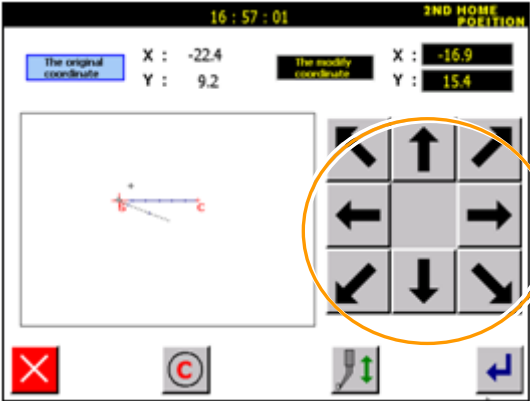 16 : 57 : 01
2ND HOME
POEITION
The original
coordinate
X : -22.4
Y : 9.2
The modify
coordinate
X : -16.9
Y : 15.4
G C
C